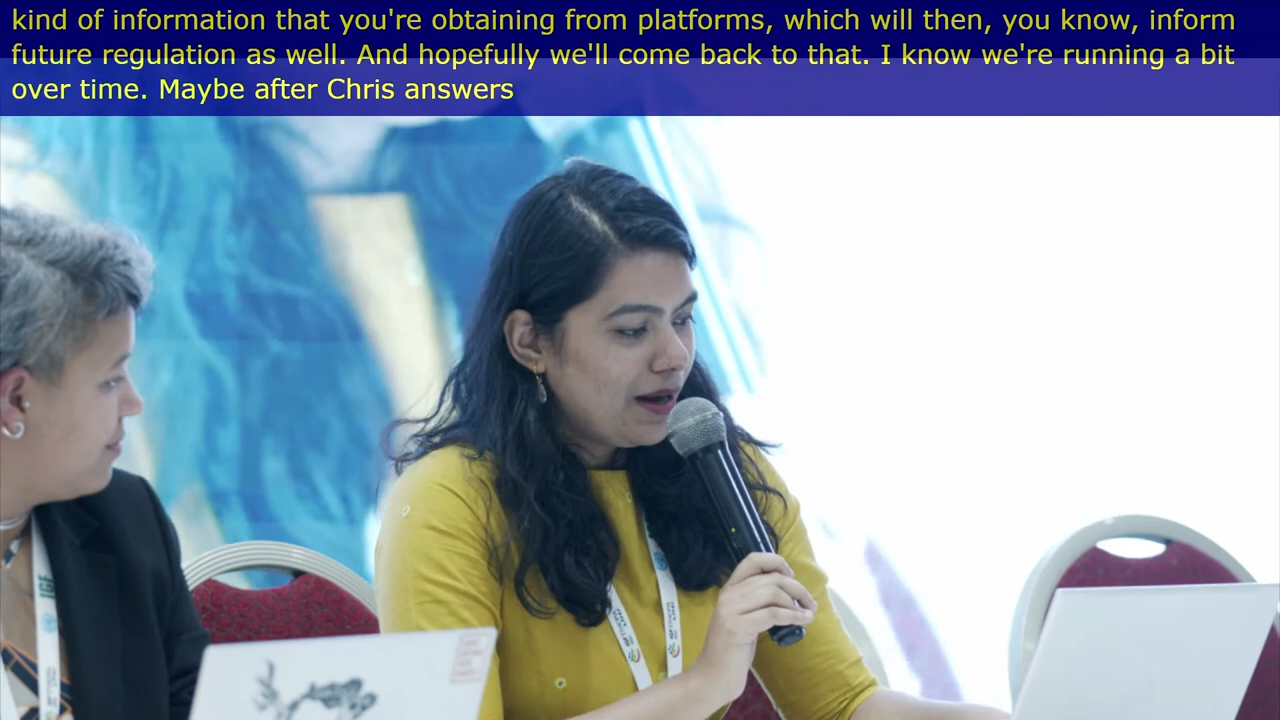 kind of information that you're obtaining from platforms, which will then, you know, inform
future regulation as well. And hopefully we'll come back to that. I know we're running a bit
over time. Maybe after Chris answers
IGF